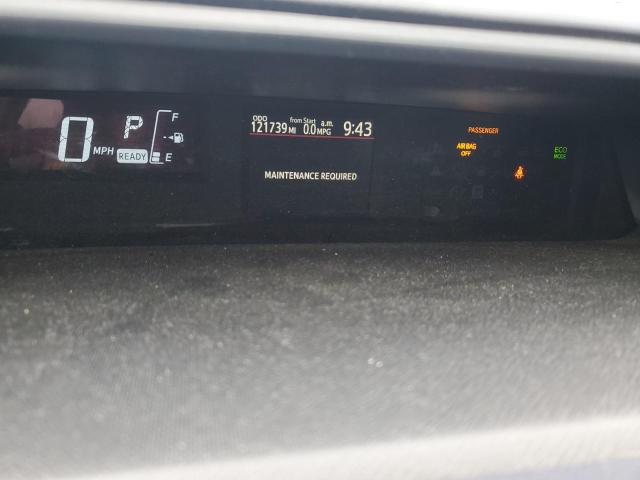 0 MPH
P
READY
F
E
ODO from Start a.m.
121739 MI 0.0 MPG 9:43
MAINTENANCE REQUIRED
PASSENGER
AIR BAG
OFF
ECO
MODE